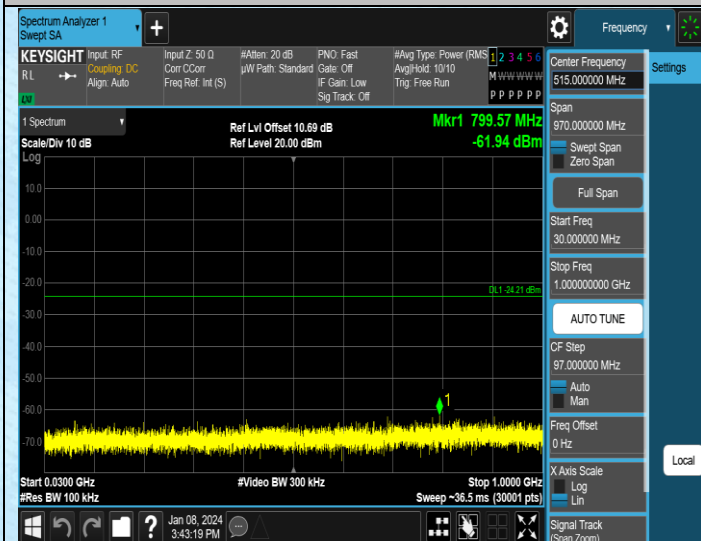 Spectrum Analyzer 1
Swept SA
+
Frequency
KEYSIGHT
RL
LXI
Input: RF
Coupling: DC
Align: Auto
Input Z: 50 Ω
Corr CCorr
Freq Ref: Int (S)
#Atten: 20 dB
µW Path: Standard
PNO: Fast
Gate: Off
IF Gain: Low
Sig Track: Off
#Avg Type: Power (RMS
Avg|Hold: 10/10
Trig: Free Run
1 2 3 4 5 6
M W W W W W
P P P P P P
1 Spectrum
Scale/Div 10 dB
Log
Ref Lvl Offset 10.69 dB
Ref Level 20.00 dBm
Mkr1 799.57 MHz
-61.94 dBm
10.0
0.00
-10.0
-20.0
-30.0
-40.0
-50.0
-60.0
-70.0
DL1 -24.21 dBm
1
Start 0.0300 GHz
#Res BW 100 kHz
#Video BW 300 kHz
Stop 1.0000 GHz
Sweep ~36.5 ms (30001 pts)
?
Jan 08, 2024
3:43:19 PM
Center Frequency
515.000000 MHz
Settings
Span
970.000000 MHz
Swept Span
Zero Span
Full Span
Start Freq
30.000000 MHz
Stop Freq
1.000000000 GHz
AUTO TUNE
CF Step
97.000000 MHz
Auto
Man
Freq Offset
0 Hz
Local
X Axis Scale
Log
Lin
Signal Track
(Span Zoom)